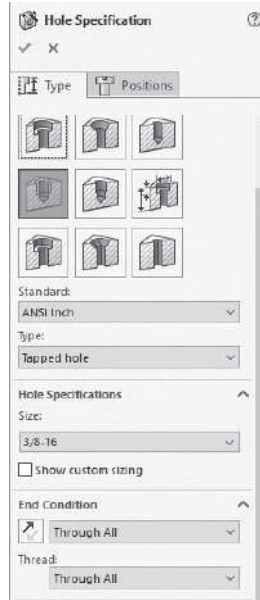 Hole Specification
Type
Positions
Standard:
ANSI Inch
Type:
Tapped hole
Hole Specifications
Size:
3/8-16
Show custom sizing
End Condition
Through All
Thread:
Through All